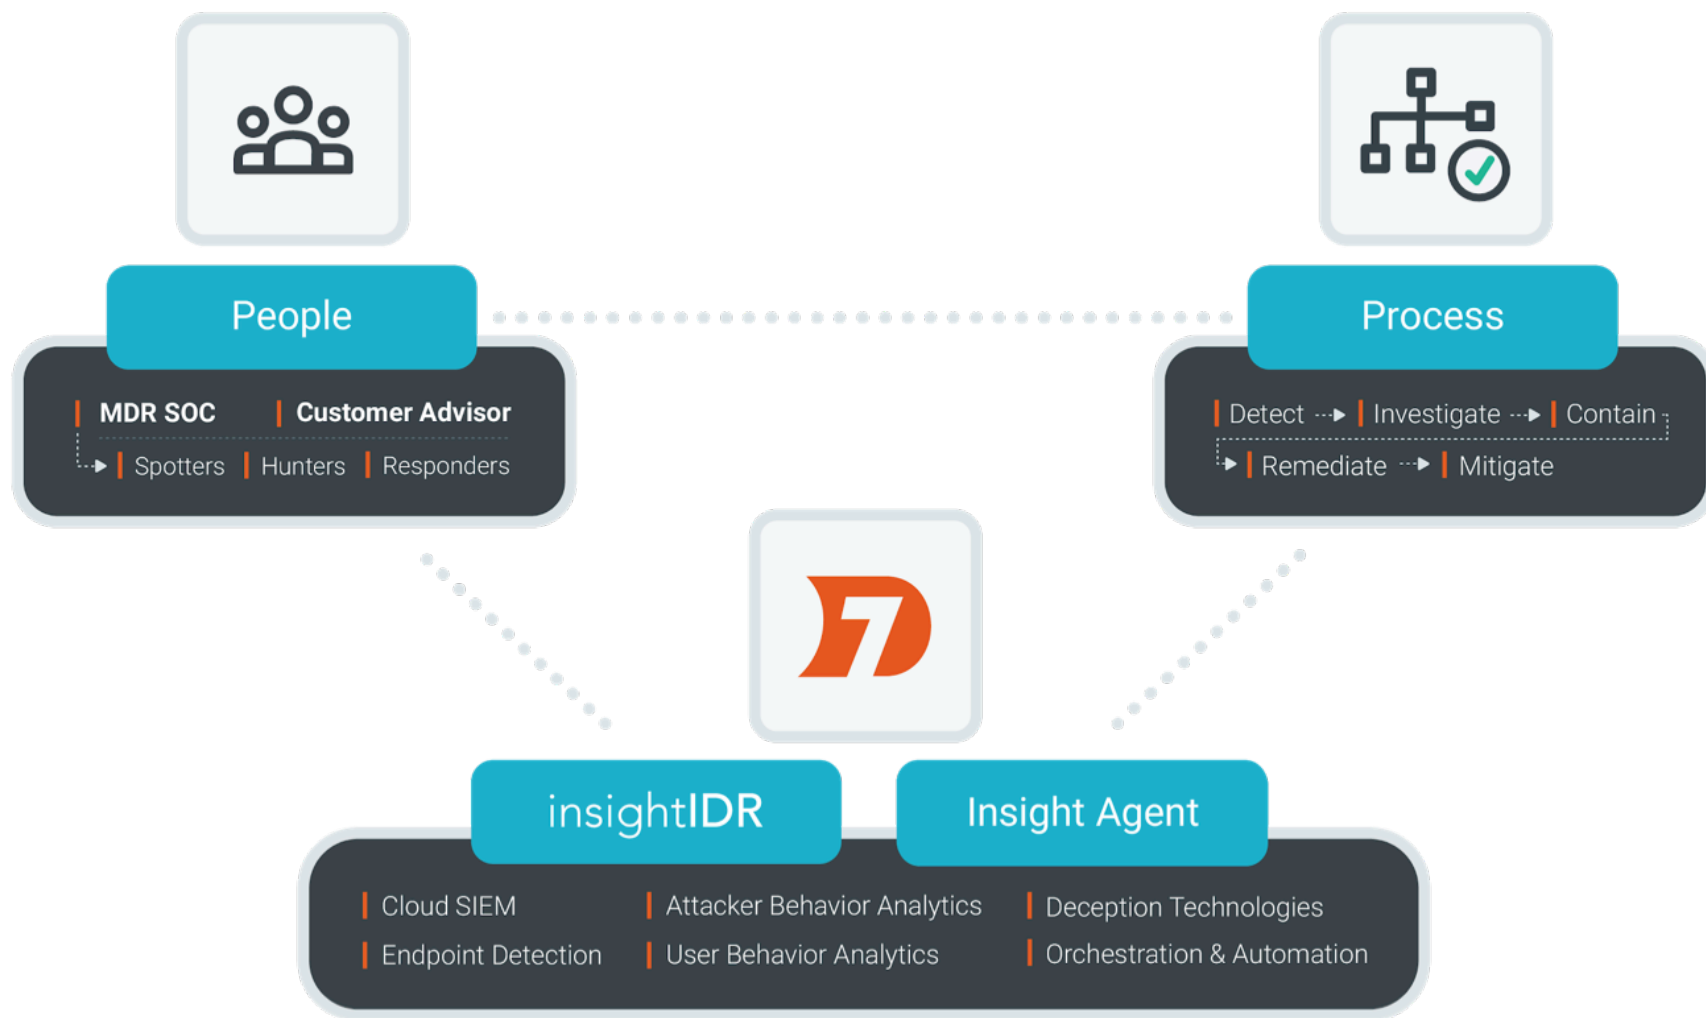 People
Process
MDR SOC
Customer Advisor
Spotters
Hunters
Responders
Detect
Investigate
Contain
Remediate
Mitigate
7
insightIDR
Insight Agent
Cloud SIEM
Attacker Behavior Analytics
Deception Technologies
Endpoint Detection
User Behavior Analytics
Orchestration & Automation